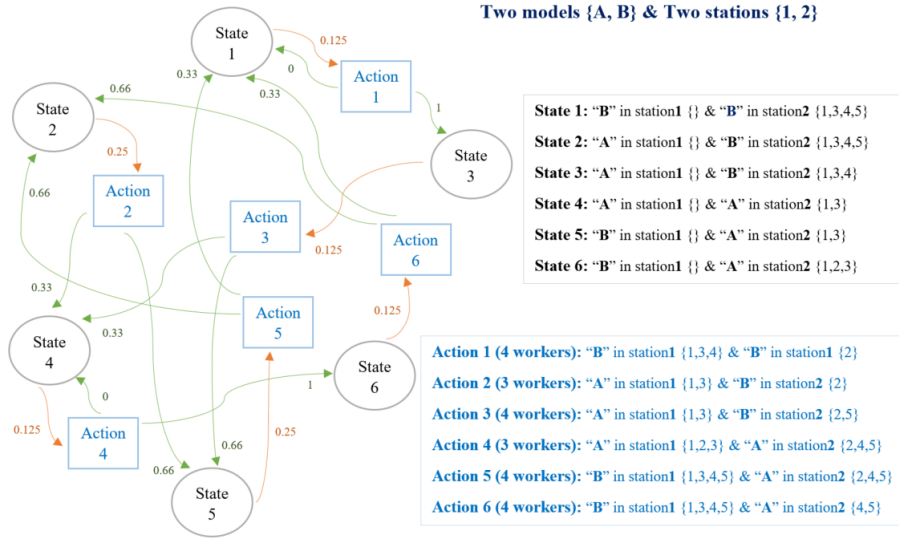 Two models {A, B} & Two stations {1, 2}
State
1
0.125
0
Action
1
0.33
0.33
1
0.66
State
2
State
3
0.25
Action
2
0.66
Action
3
0.125
Action
6
0.33
0.125
Action
5
0.33
State
4
State
6
1
0
0.125
Action
4
0.25
0.66
0.66
State
5
State 1: “B” in station1 {} & “B” in station2 {1,3,4,5}
State 2: “A” in station1 {} & “B” in station2 {1,3,4,5}
State 3: “A” in station1 {} & “B” in station2 {1,3,4}
State 4: “A” in station1 {} & “A” in station2 {1,3}
State 5: “B” in station1 {} & “A” in station2 {1,3}
State 6: “B” in station1 {} & “A” in station2 {1,2,3}
Action 1 (4 workers): “B” in station1 {1,3,4} & “B” in station1 {2}
Action 2 (3 workers): “A” in station1 {1,3} & “B” in station2 {2}
Action 3 (4 workers): “A” in station1 {1,3} & “B” in station2 {2,5}
Action 4 (3 workers): “A” in station1 {1,2,3} & “A” in station2 {2,4,5}
Action 5 (4 workers): “B” in station1 {1,3,4,5} & “A” in station2 {2,4,5}
Action 6 (4 workers): “B” in station1 {1,3,4,5} & “A” in station2 {4,5}